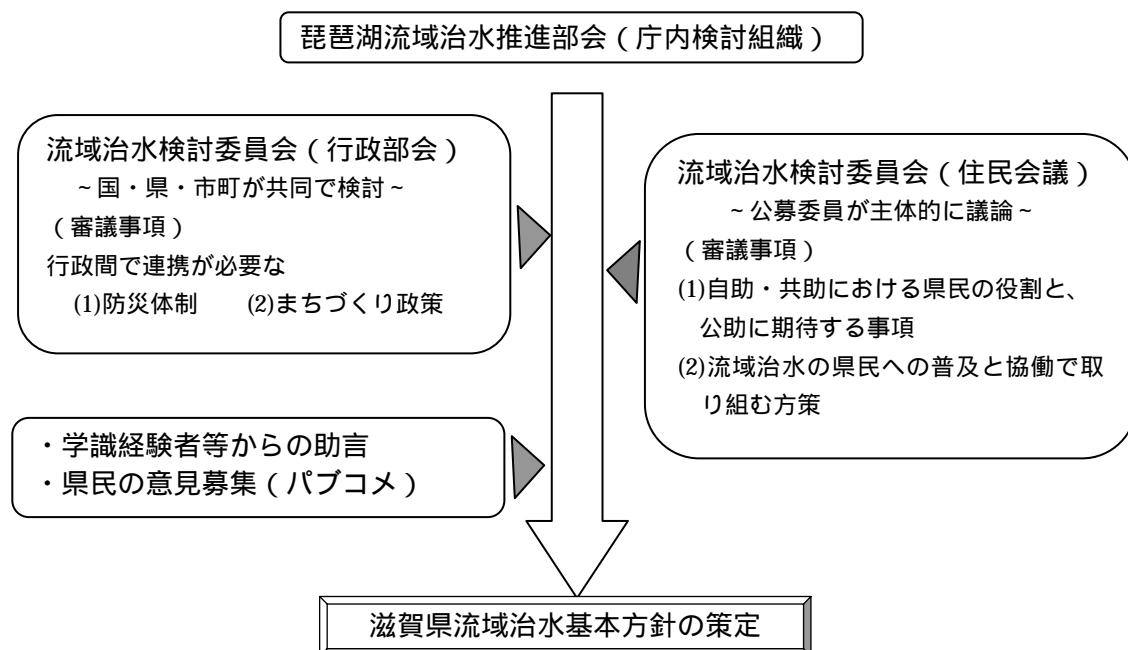 琵琶湖流域治水推進部会（庁内検討組織）
流域治水検討委員会（行政部会）
～国・県・市町が共同で検討～
（審議事項）
行政間で連携が必要な
(1)防災体制　　(2)まちづくり政策
流域治水検討委員会（住民会議）
～公募委員が主体的に議論～
（審議事項）
(1)自助・共助における県民の役割と、
公助に期待する事項
(2)流域治水の県民への普及と協働で取
り組む方策
・学識経験者等からの助言
・県民の意見募集（パブコメ）
滋賀県流域治水基本方針の策定